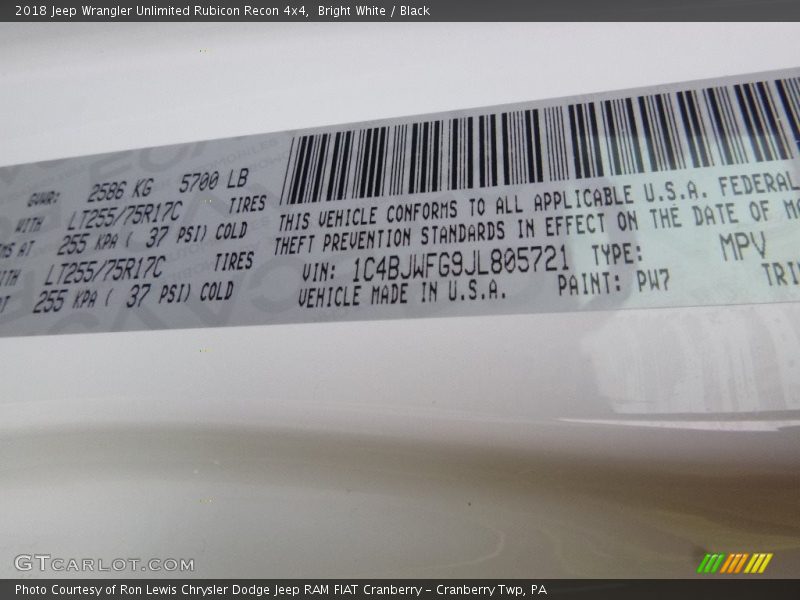 2018 Jeep Wrangler Unlimited Rubicon Recon 4x4,  Bright White / Black
GVWR: 2586 KG 5700 LB
WITH LT255/75R17C TIRES
AT 255 KPA ( 37 PSI) COLD
LT255/75R17C TIRES
255 KPA ( 37 PSI) COLD
THIS VEHICLE CONFORMS TO ALL APPLICABLE U.S.A. FEDERAL
THEFT PREVENTION STANDARDS IN EFFECT ON THE DATE OF
VIN: 1C4BJWFG9JL805721 TYPE: MPV
VEHICLE MADE IN U.S.A. PAINT: PW7
GTCARLOT.COM
Photo Courtesy of Ron Lewis Chrysler Dodge Jeep RAM FIAT Cranberry – Cranberry Twp, PA